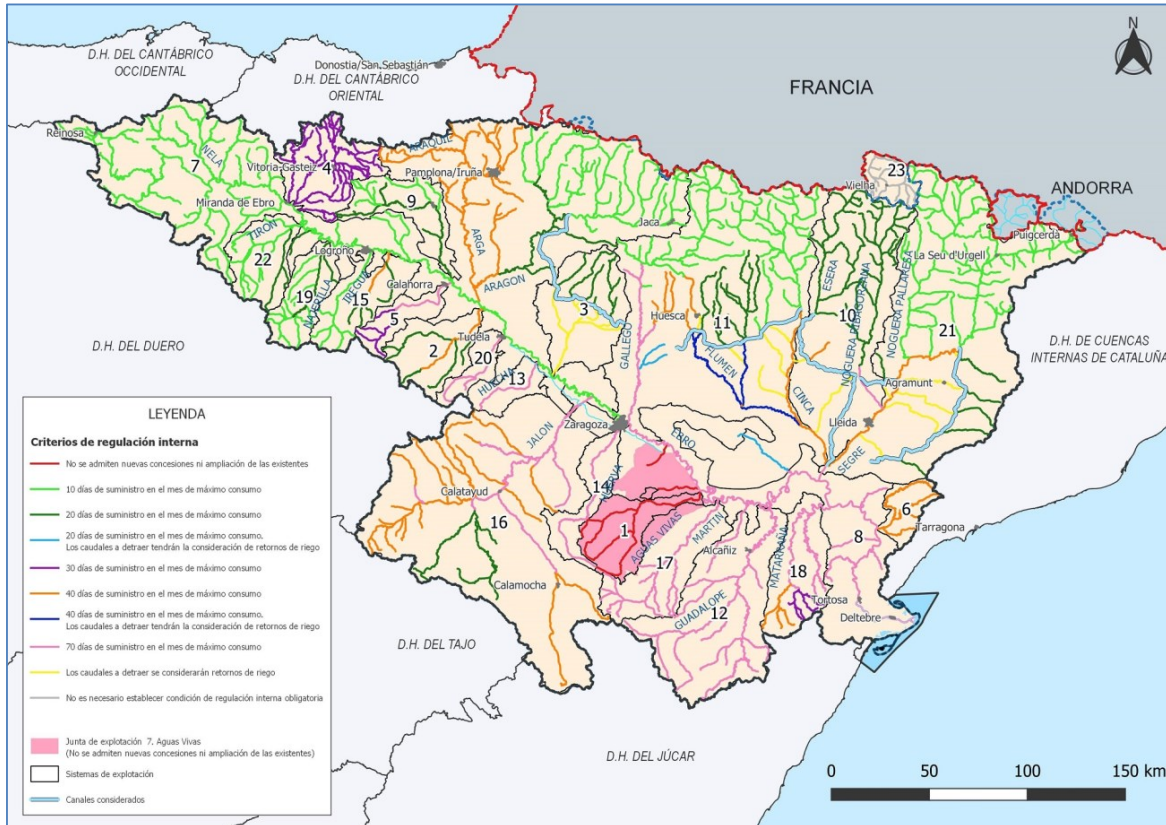 D.H. DEL CANTÁBRICO
OCCIDENTAL
Donostia/San Sebastián
D.H. DEL CANTÁBRICO
ORIENTAL
FRANCIA
N
Reinosa
7
NELA
Vitoria-Gasteiz
4
ARAQUIL
Pamplona/Iruña
23
Vielha
ANDORRA
Puigcerdà
Miranda de Ebro
9
Jaca
TIRON
22
Logroño
ARGA
La Seu d'Urgell
ESERA
NOGUERA RIBAGORZANA
NOGUERA PALLARESA
19
NAJERILLA
IREGUA
15
Calahorra
ARAGON
5
3
GALLEGO
Huesca
11
10
21
D.H. DEL DUERO
2
Tudela
20
FLUMEN
D.H. DE CUENCAS
INTERNAS DE CATALUÑA
HUECHA
13
CINCA
Agramunt
JALON
Zaragoza
EBRO
Lleida
SEGRE
Calatayud
14
HUERVA
16
1
AGUAS VIVAS
MARTIN
6
Tarragona
17
Alcañiz
MATARRAÑA
8
Calamocha
18
Tortosa
GUADALOPE
12
Deltebre
D.H. DEL TAJO
D.H. DEL JÚCAR
0 50 100 150 km
LEYENDA
Criterios de regulación interna
No se admiten nuevas concesiones ni ampliación de las existentes
10 días de suministro en el mes de máximo consumo
20 días de suministro en el mes de máximo consumo
20 días de suministro en el mes de máximo consumo.
Los caudales a detraer tendrán la consideración de retornos de riego
30 días de suministro en el mes de máximo consumo
40 días de suministro en el mes de máximo consumo
40 días de suministro en el mes de máximo consumo.
Los caudales a detraer tendrán la consideración de retornos de riego
70 días de suministro en el mes de máximo consumo
Los caudales a detraer se considerarán retornos de riego
No es necesario establecer condición de regulación interna obligatoria
Junta de explotación 7. Aguas Vivas
(No se admiten nuevas concesiones ni ampliación de las existentes)
Sistemas de explotación
Canales considerados